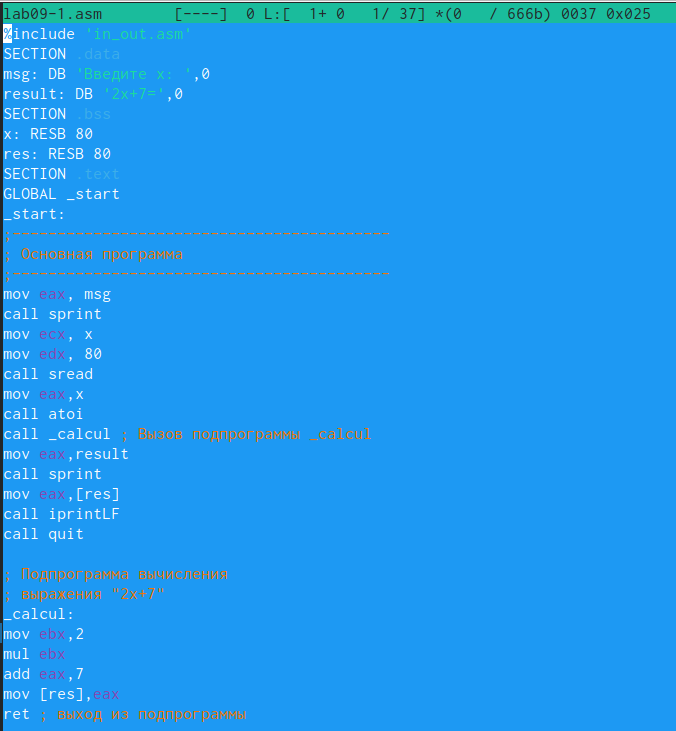 lab09-1.asm        [----]  0 L:[  1+ 0   1/ 37] *(0   / 666b) 0037 0x025
%include 'in_out.asm'
SECTION .data
msg: DB 'Введите x: ',0
result: DB '2x+7=',0
SECTION .bss
x: RESB 80
res: RESB 80
SECTION .text
GLOBAL _start
_start:
;------------------------------------------
; Основная программа
;------------------------------------------
mov eax, msg
call sprint
mov ecx, x
mov edx, 80
call sread
mov eax,x
call atoi
call _calcul ; Вызов подпрограммы _calcul
mov eax,result
call sprint
mov eax,[res]
call iprintLF
call quit

; Подпрограмма вычисления
; выражения "2x+7"
_calcul:
mov ebx,2
mul ebx
add eax,7
mov [res],eax
ret ; выход из подпрограммы